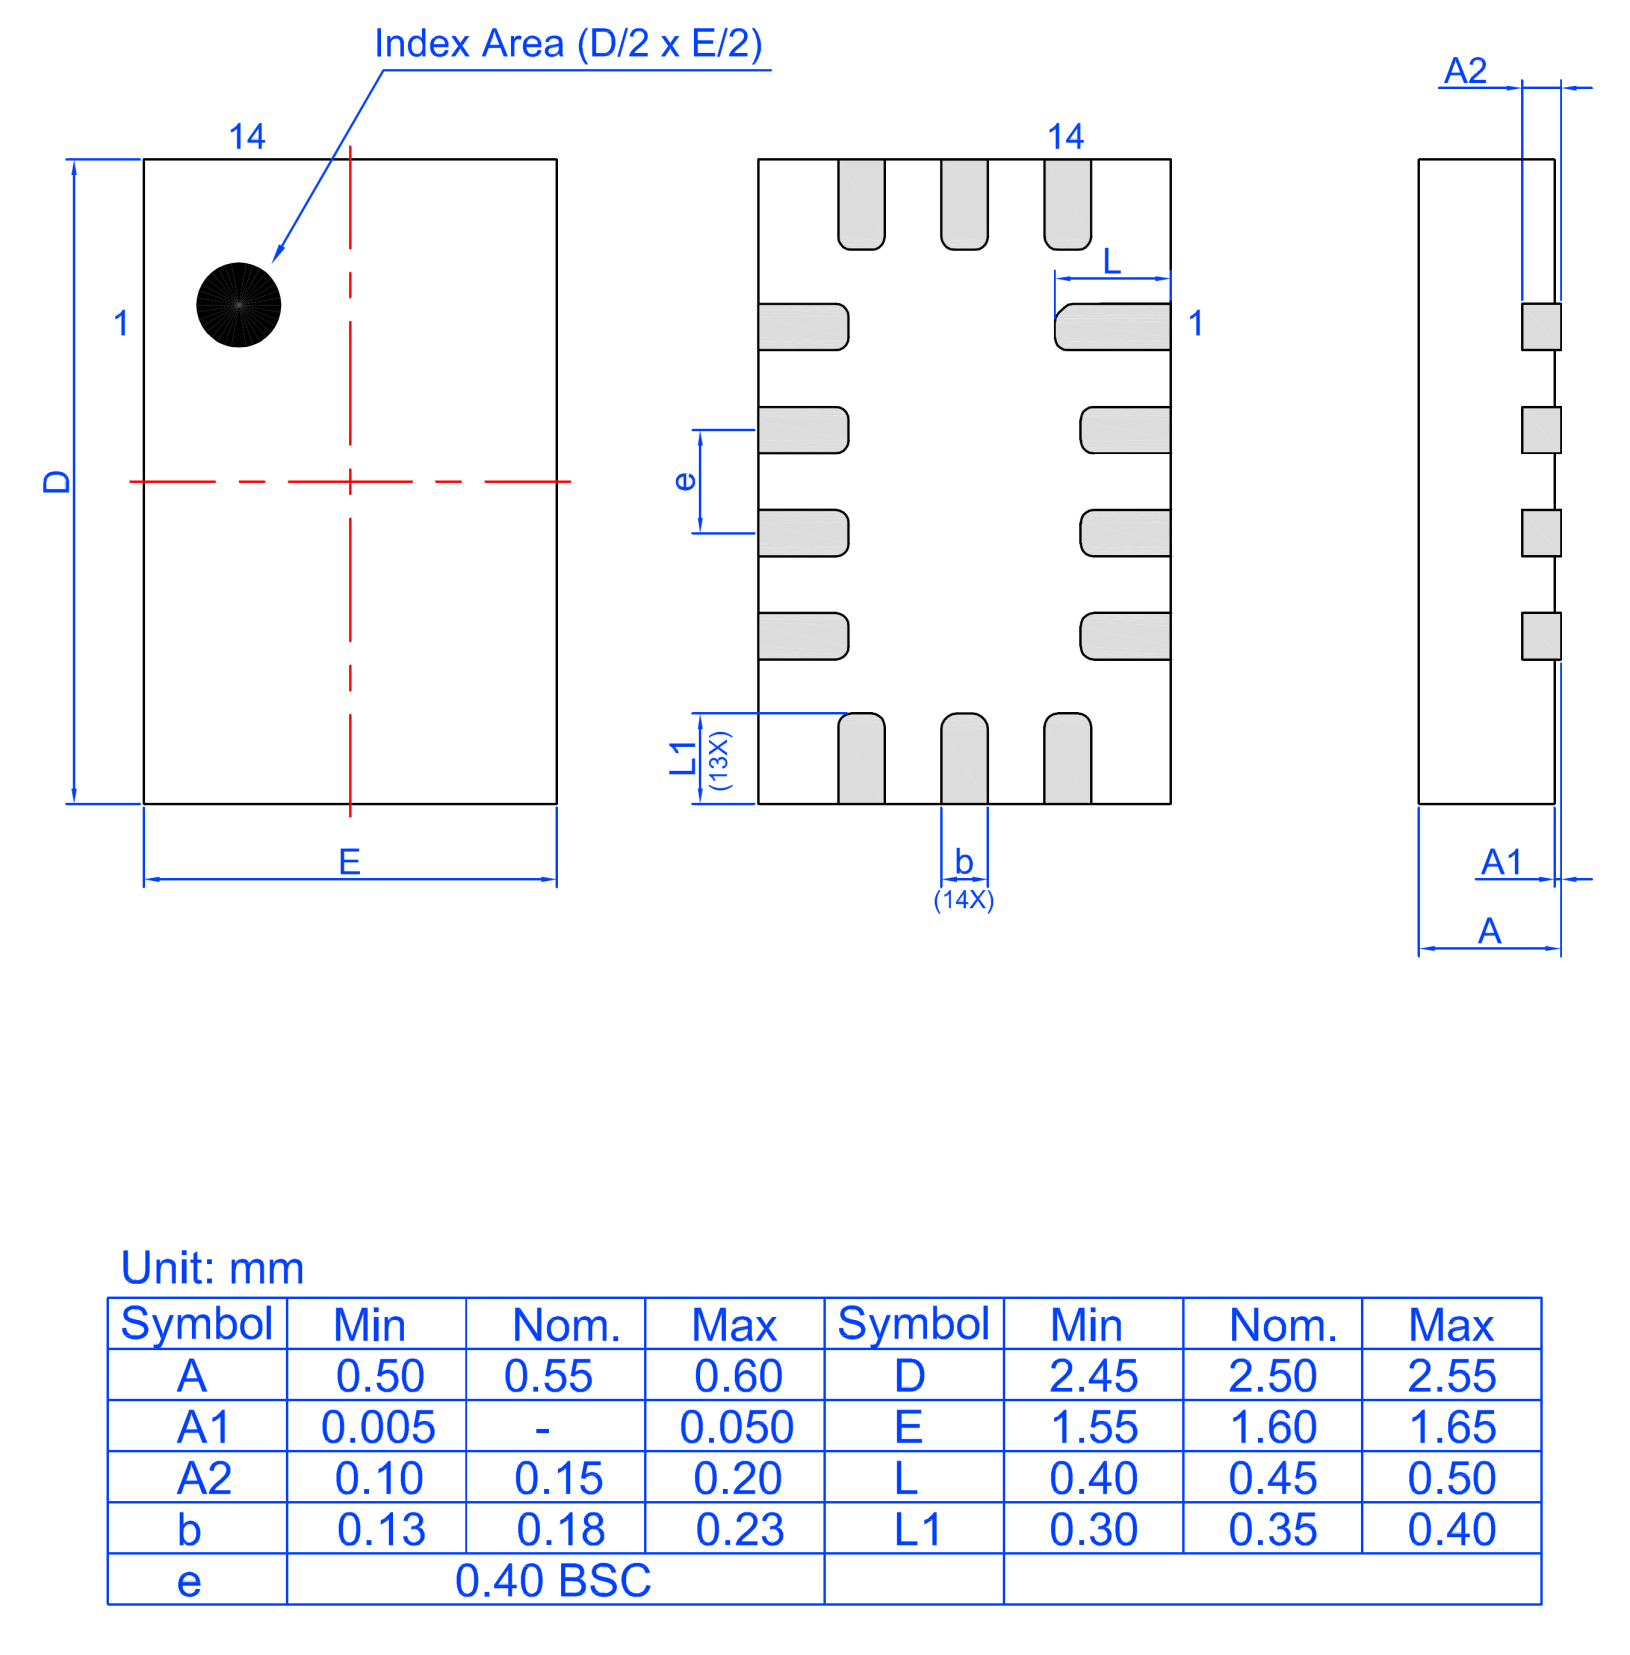 Index Area (D/2 x E/2)
A2
14
14
L
1
1
D
e
L1
(13X)
E
b
(14X)
A1
A
Unit: mm
Symbol Min Nom. Max Symbol Min Nom. Max
A 0.50 0.55 0.60 D 2.45 2.50 2.55
A1 0.005 - 0.050 E 1.55 1.60 1.65
A2 0.10 0.15 0.20 L 0.40 0.45 0.50
b 0.13 0.18 0.23 L1 0.30 0.35 0.40
e 0.40 BSC